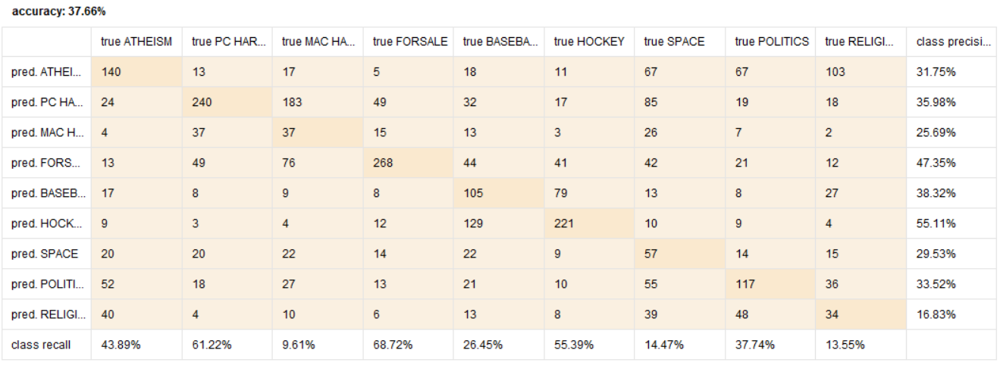 accuracy: 37.66%
true ATHEISM true PC HAR... true MAC HA... true FORSALE true BASEBA... true HOCKEY true SPACE true POLITICS true RELIGI... class precisi...
pred. ATHEI... 140 13 17 5 18 11 67 67 103 31.75%
pred. PC HA... 24 240 183 49 32 17 85 19 18 35.98%
pred. MAC H... 4 37 37 15 13 3 26 7 2 25.69%
pred. FORS... 13 49 76 268 44 41 42 21 12 47.35%
pred. BASEB... 17 8 9 8 105 79 13 8 27 38.32%
pred. HOCK... 9 3 4 12 129 221 10 9 4 55.11%
pred. SPACE 20 20 22 14 22 9 57 14 15 29.53%
pred. POLITI... 52 18 27 13 21 10 55 117 36 33.52%
pred. RELIGI... 40 4 10 6 13 8 39 48 34 16.83%
class recall 43.89% 61.22% 9.61% 68.72% 26.45% 55.39% 14.47% 37.74% 13.55%